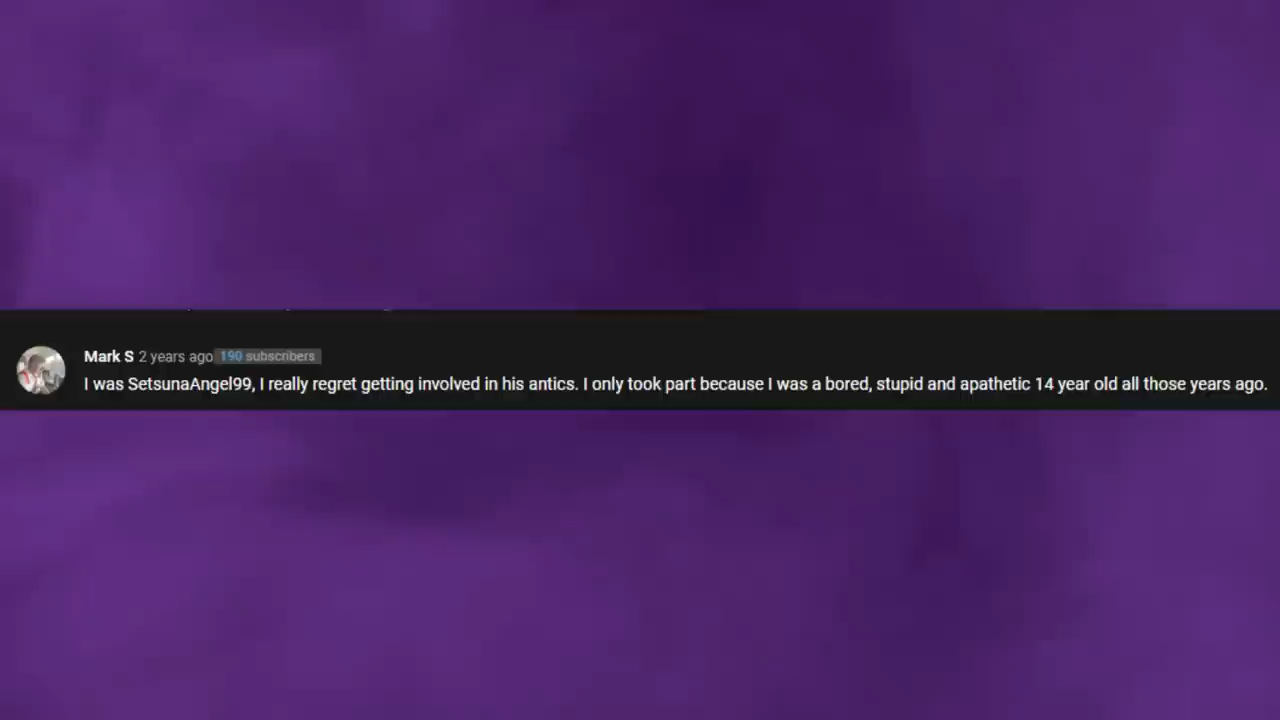 Mark S 2 years ago 190 subscribers
I was SetsunaAngel99, I really regret getting involved in his antics. I only took part because I was a bored, stupid and apathetic 14 year old all those years ago.